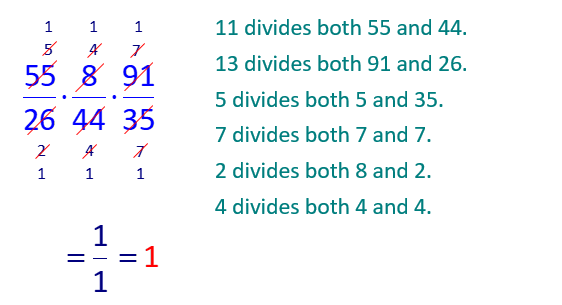 1 1 1
5 4 7
55 8 91
26 · 44 · 35
2 4 7
1 1 1
= 1/1 = 1
11 divides both 55 and 44.
13 divides both 91 and 26.
5 divides both 5 and 35.
7 divides both 7 and 7.
2 divides both 8 and 2.
4 divides both 4 and 4.